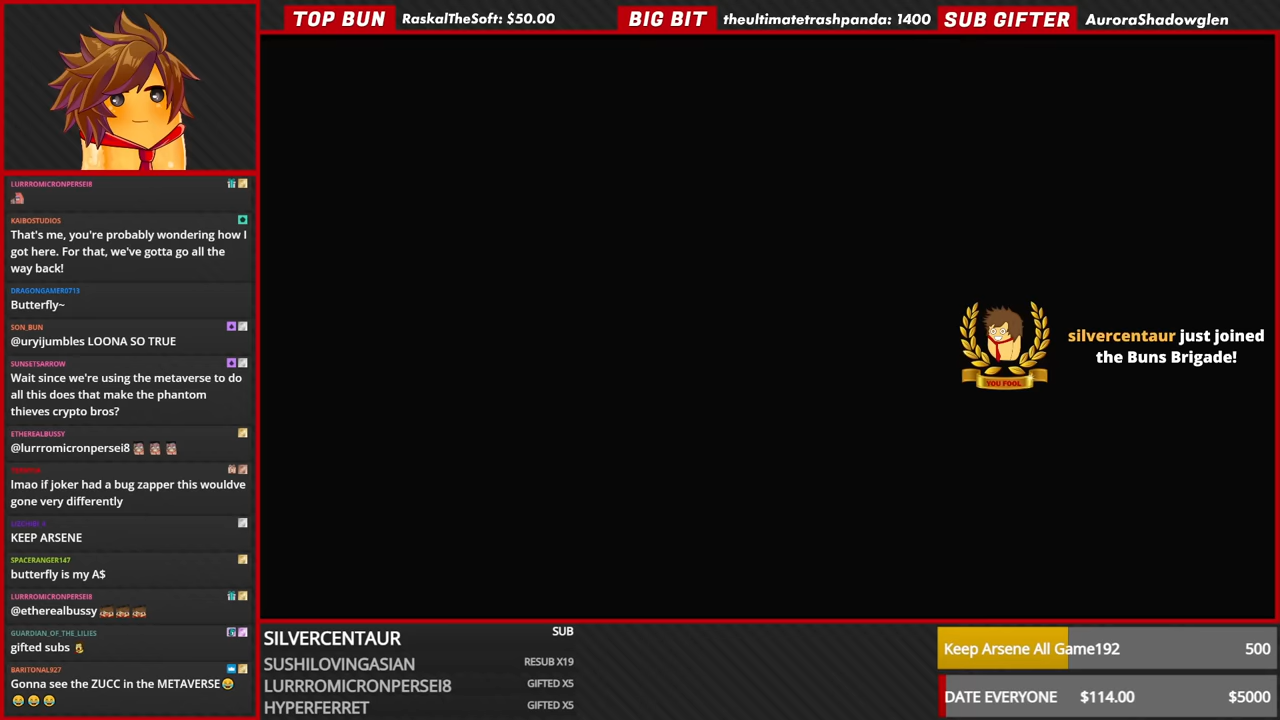 TOP BUN RaskalTheSoft: $50.00 BIG BIT theultimatetrashpanda: 1400 SUB GIFTER AuroraShadowglen
LURRROMICRONPERSEI8
KAIBOSTUDIOS
That's me, you're probably wondering how I
got here. For that, we've gotta go all the
way back!
DRAGONGAMER0713
Butterfly~
SON_BUN
@uryijumbles LOONA SO TRUE
SUNSETSARROW
Wait since we're using the metaverse to do
all this does that make the phantom
thieves crypto bros?
ETHEREALBUSSY
@lurrromicronpersei8
lmao if joker had a bug zapper this wouldve
gone very differently
KEEP ARSENE
SPACERANGER147
butterfly is my A$
LURRROMICRONPERSEI8
@etherealbussy
GUARDIAN_OF_THE_LILIES
gifted subs
BARITONAL927
Gonna see the ZUCC in the METAVERSE😂
😂 😂 😂
YOU FOOL
silvercentaur just joined
the Buns Brigade!
SILVERCENTAUR SUB
SUSHILOVINGASIAN RESUB X19
LURRROMICRONPERSEI8 GIFTED X5
HYPERFERRET GIFTED X5
Keep Arsene All Game192 500
DATE EVERYONE $114.00 $5000